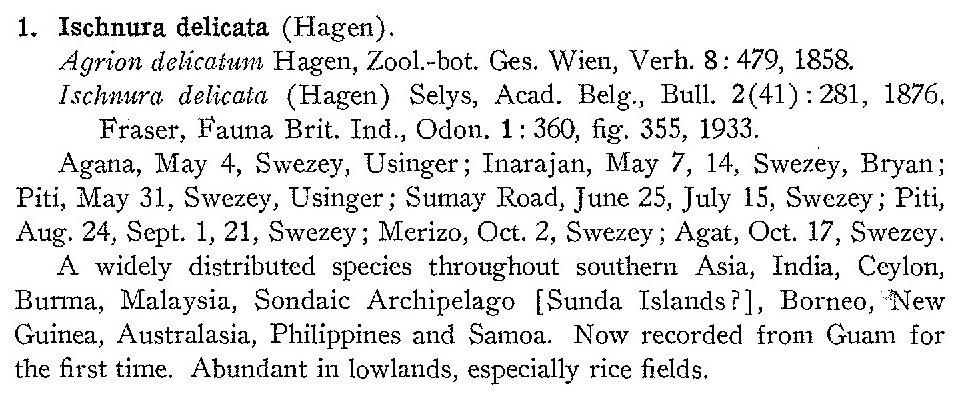 1. Ischnura delicata (Hagen).
Agrion delicatum Hagen, Zool.-bot. Ges. Wien, Verh. 8: 479, 1858.
Ischnura delicata (Hagen) Selys, Acad. Belg., Bull. 2(41): 281, 1876.
Fraser, Fauna Brit. Ind., Odon. 1: 360, fig. 355, 1933.
Agana, May 4, Swezey, Usinger; Inarajan, May 7, 14, Swezey, Bryan;
Piti, May 31, Swezey, Usinger; Sumay Road, June 25, July 15, Swezey; Piti,
Aug. 24, Sept. 1, 21, Swezey; Merizo, Oct. 2, Swezey; Agat, Oct. 17, Swezey.
A widely distributed species throughout southern Asia, India, Ceylon,
Burma, Malaysia, Sondaic Archipelago [Sunda Islands?], Borneo, New
Guinea, Australasia, Philippines and Samoa. Now recorded from Guam for
the first time. Abundant in lowlands, especially rice fields.